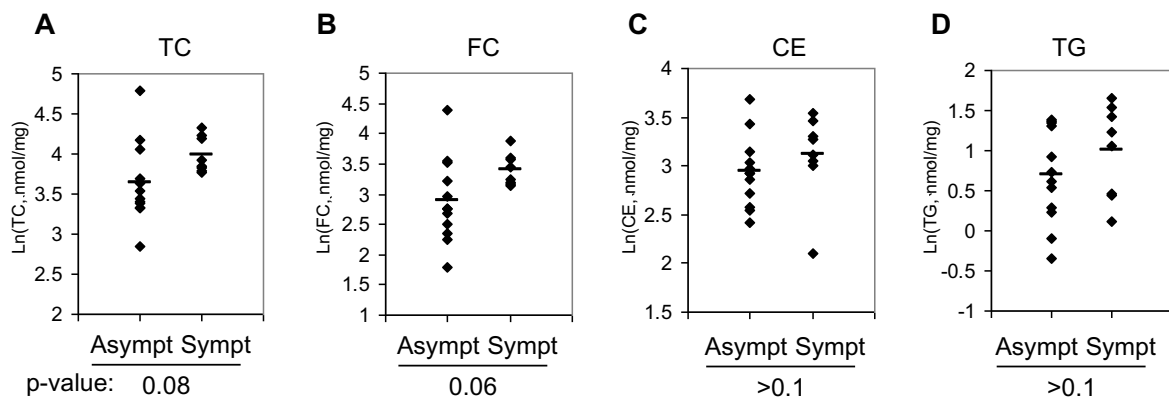 A B C D
TC FC CE TG
5 4.5 4 3.5 3 2.5 2
Ln(TC, nmol/mg)
5 4.5 4 3.5 3 2.5 2 1.5 1
Ln(FC, nmol/mg)
4 3.5 3 2.5 2 1.5
Ln(CE, nmol/mg)
2 1.5 1 0.5 0 -0.5 -1
Ln(TG, nmol/mg)
Asympt Sympt Asympt Sympt Asympt Sympt Asympt Sympt
p-value: 0.08 0.06 >0.1 >0.1